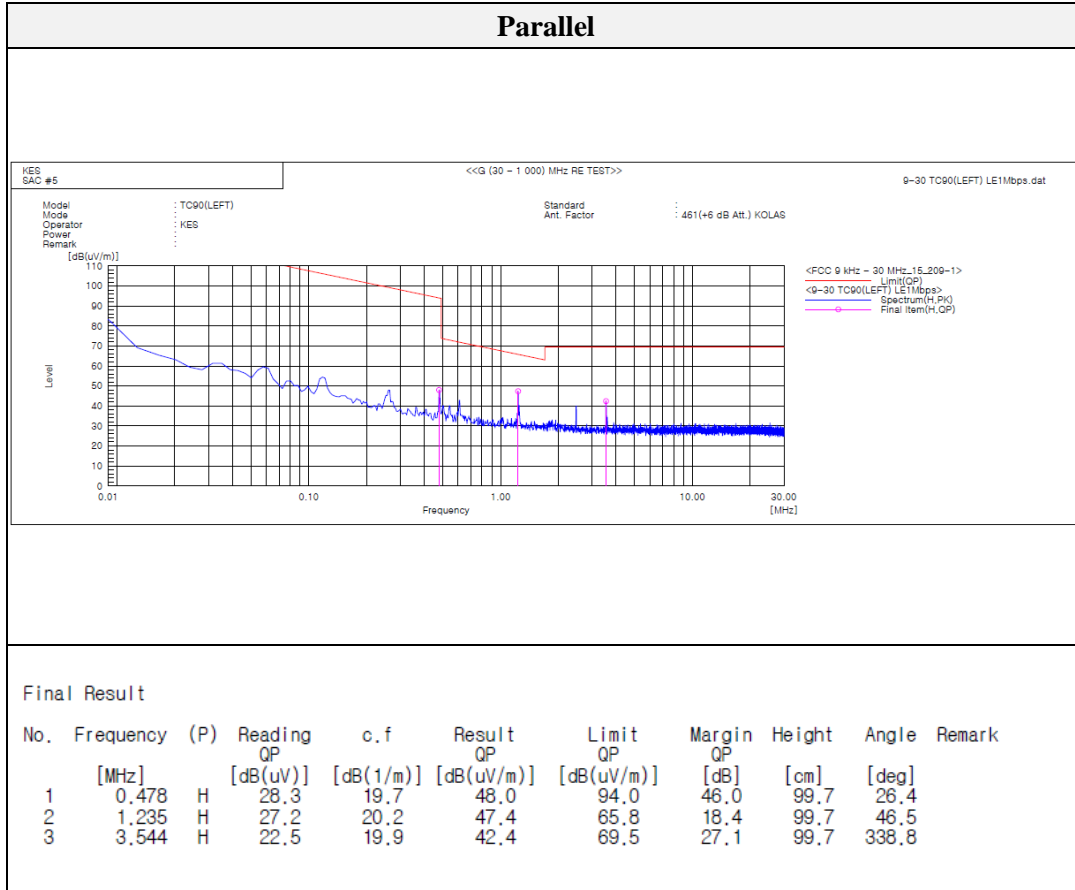 Parallel
KES
SAC #5
<<G (30 - 1 000) MHz RE TEST>>
9-30 TC90(LEFT) LE1Mbps.dat
Model : TC90(LEFT)
Mode :
Operator : KES
Power :
Remark :
Standard :
Ant. Factor : 461(+6 dB Att.) KOLAS
[dB(uV/m)]
110
100
90
80
70
60
50
40
30
20
10
0
Level
0.01 0.10 1.00 10.00 30.00
Frequency [MHz]
<FCC 9 kHz - 30 MHz_15_209-1>
Limit(QP)
<9-30 TC90(LEFT) LE1Mbps>
Spectrum(H,PK)
Final Item(H,QP)
Final Result
No. Frequency (P) Reading c.f Result Limit Margin Height Angle Remark
QP QP QP QP
[MHz] [dB(uV)] [dB(1/m)] [dB(uV/m)] [dB(uV/m)] [dB] [cm] [deg]
1 0.478 H 28.3 19.7 48.0 94.0 46.0 99.7 26.4
2 1.235 H 27.2 20.2 47.4 65.8 18.4 99.7 46.5
3 3.544 H 22.5 19.9 42.4 69.5 27.1 99.7 338.8